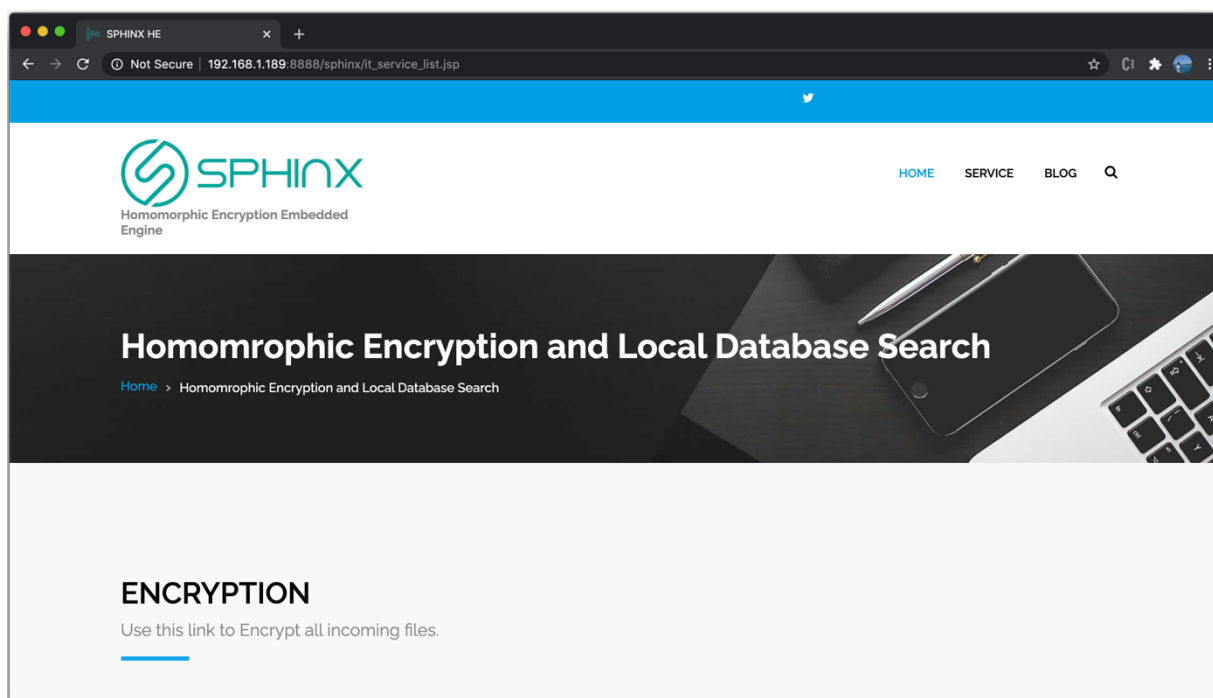 SPHINX HE
Not Secure | 192.168.1.189:8888/sphinx/it_service_list.jsp
SPHINX
Homomorphic Encryption Embedded
Engine
HOME SERVICE BLOG
Homomrophic Encryption and Local Database Search
Home > Homomrophic Encryption and Local Database Search
ENCRYPTION
Use this link to Encrypt all incoming files.